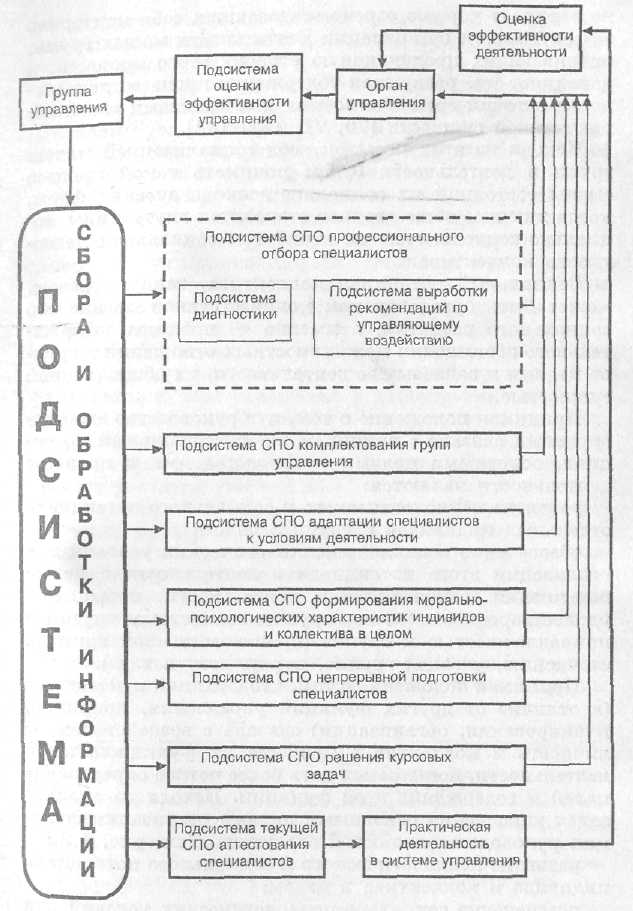 Оценка
эффективности
деятельности
Группа
управления
Подсистема
оценки
эффективности
управления
Орган
управления
ПОДСИСТЕМА
СБОРА И ОБРАБОТКИ ИНФОРМАЦИИ
Подсистема СПО профессионального
отбора специалистов
Подсистема
диагностики
Подсистема выработки
рекомендаций по
управляющему
воздействию
Подсистема СПО комплектования групп
управления
Подсистема СПО адаптации специалистов
к условиям деятельности
Подсистема СПО формирования морально-
психологических характеристик индивидов
и коллектива в целом
Подсистема СПО непрерывной подготовки
специалистов
Подсистема СПО решения курсовых
задач
Подсистема текущей
СПО аттестования
специалистов
Практическая
деятельность
в системе управления